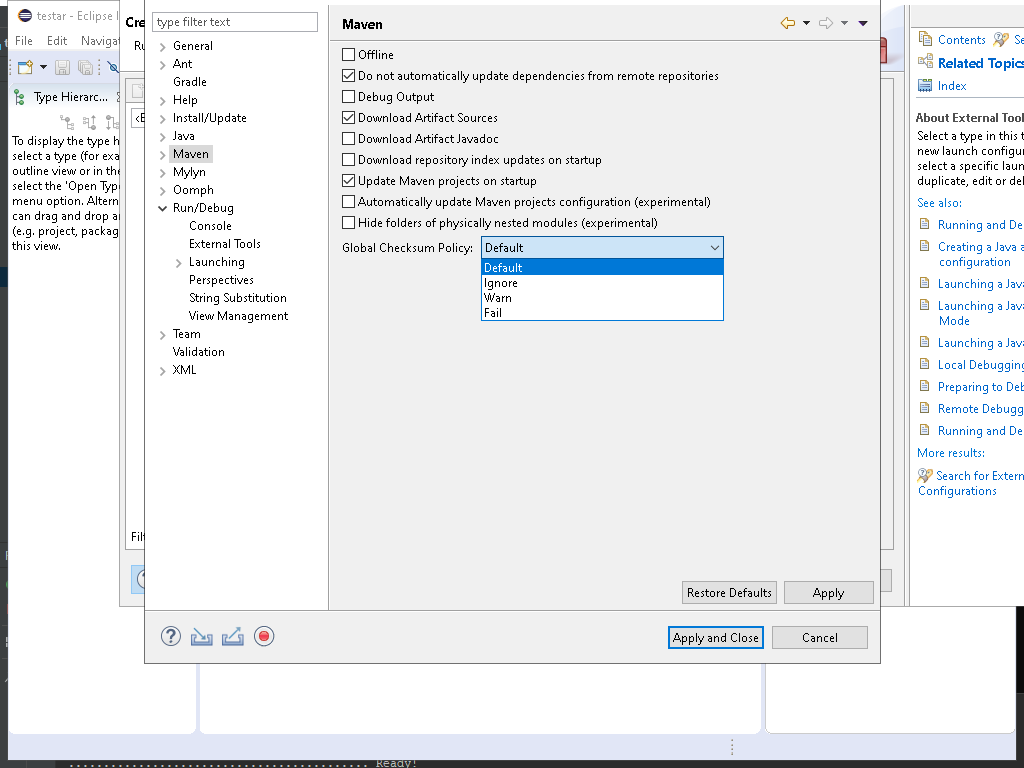 testar - Eclipse
File Edit Navigat
Type Hierarc...
To display the type h
select a type (for exa
outline view or in the
select the 'Open Type
menu option. Altern
can drag and drop a
(e.g. project, packag
this view.
Cre
Ru
Filt
type filter text
General
Ant
Gradle
Help
Install/Update
Java
Maven
Mylyn
Oomph
Run/Debug
Console
External Tools
Launching
Perspectives
String Substitution
View Management
Team
Validation
XML
Maven
Offline
Do not automatically update dependencies from remote repositories
Debug Output
Download Artifact Sources
Download Artifact Javadoc
Download repository index updates on startup
Update Maven projects on startup
Automatically update Maven projects configuration (experimental)
Hide folders of physically nested modules (experimental)
Global Checksum Policy: Default
Default
Ignore
Warn
Fail
Restore Defaults Apply
Apply and Close Cancel
Contents Se
Related Topics
Index
About External Tool
Select a type in this t
new launch configur
select a specific laun
duplicate, edit or del
See also:
Running and De
Creating a Java a
configuration
Launching a Java
Launching a Java
Mode
Launching a Java
Local Debugging
Preparing to Deb
Remote Debugg
Running and De
More results:
Search for Extern
Configurations
Ready!